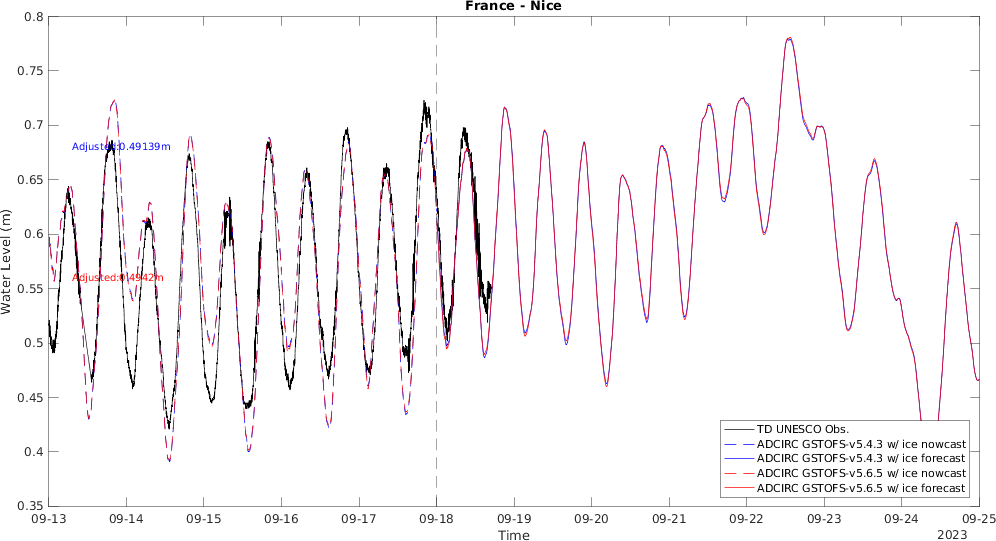 France - Nice
0.8
0.75
0.7
0.65
0.6
0.55
0.5
0.45
0.4
0.35
Water Level (m)
Adjusted:0.49139m
Adjusted:0.4942m
TD UNESCO Obs.
ADCIRC GSTOFS-v5.4.3 w/ ice nowcast
ADCIRC GSTOFS-v5.4.3 w/ ice forecast
ADCIRC GSTOFS-v5.6.5 w/ ice nowcast
ADCIRC GSTOFS-v5.6.5 w/ ice forecast
09-13 09-14 09-15 09-16 09-17 09-18 09-19 09-20 09-21 09-22 09-23 09-24 09-25
Time
2023